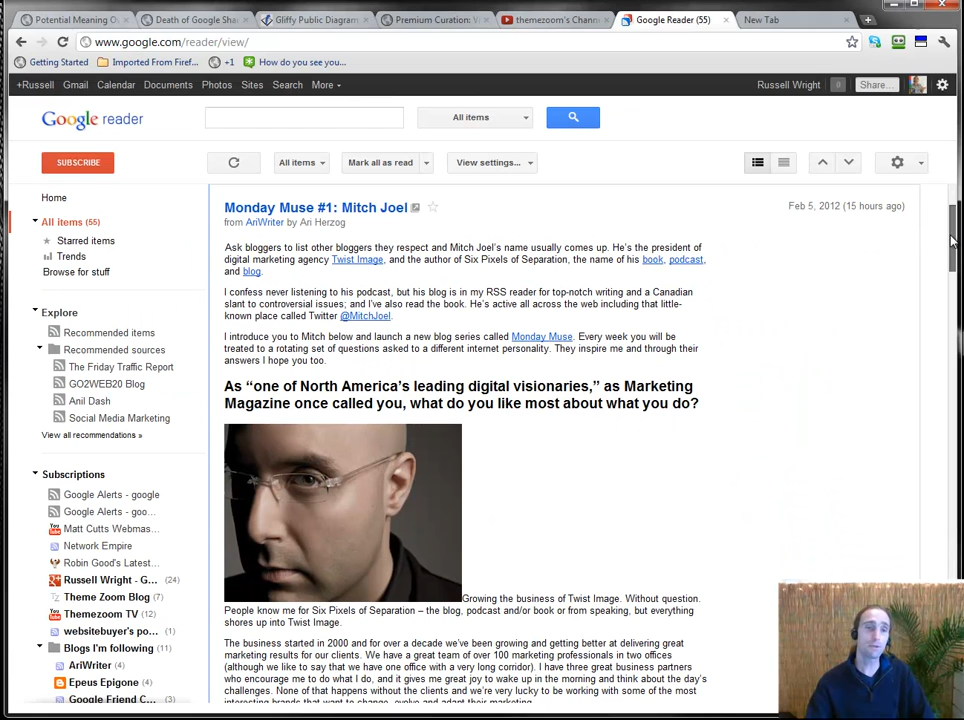 Potential Meaning O
Death of Google Sha
Gliffy Public Diagram
Premium Curation: V
themezoom's Chann
Google Reader (55)
New Tab
www.google.com/reader/view/
Getting Started
Imported From Firef...
+1
How do you see you...
+Russell Gmail Calendar Documents Photos Sites Search More
Russell Wright 0 Share...
Google reader
All items
SUBSCRIBE
All items
Mark all as read
View settings...
Home
All items (55)
Starred items
Trends
Browse for stuff
Explore
Recommended items
Recommended sources
The Friday Traffic Report
GO2WEB20 Blog
Anil Dash
Social Media Marketing
View all recommendations »
Subscriptions
Google Alerts - google
Google Alerts - goo...
Matt Cutts Webmas...
Network Empire
Robin Good's Latest...
Russell Wright - G... (24)
Theme Zoom Blog (7)
Themezoom TV (12)
websitebuyer's po... (1)
Blogs I'm following (11)
AriWriter (4)
Epeus Epigone (4)
Google Friend C... (3)
Monday Muse #1: Mitch Joel
Feb 5, 2012 (15 hours ago)
from AriWriter by Ari Herzog
Ask bloggers to list other bloggers they respect and Mitch Joel's name usually comes up. He's the president of
digital marketing agency Twist Image, and the author of Six Pixels of Separation, the name of his book, podcast,
and blog.
I confess never listening to his podcast, but his blog is in my RSS reader for top-notch writing and a Canadian
slant to controversial issues; and I've also read the book. He's active all across the web including that little-
known place called Twitter @MitchJoel.
I introduce you to Mitch below and launch a new blog series called Monday Muse. Every week you will be
treated to a rotating set of questions asked to a different internet personality. They inspire me and through their
answers I hope you too.
As “one of North America's leading digital visionaries,” as Marketing
Magazine once called you, what do you like most about what you do?
Growing the business of Twist Image. Without question.
People know me for Six Pixels of Separation – the blog, podcast and/or book or from speaking, but everything
shores up into Twist Image.
The business started in 2000 and for over a decade we've been growing and getting better at delivering great
marketing results for our clients. We have a great team of over 100 marketing professionals in two offices
(although we like to say that we have one office with a very long corridor). I have three great business partners
who encourage me to do what I do, and it gives me great joy to wake up in the morning and think about the day's
challenges. None of that happens without the clients and we're very lucky to be working with some of the most
interesting brands that want to change, evolve and adapt their marketing.